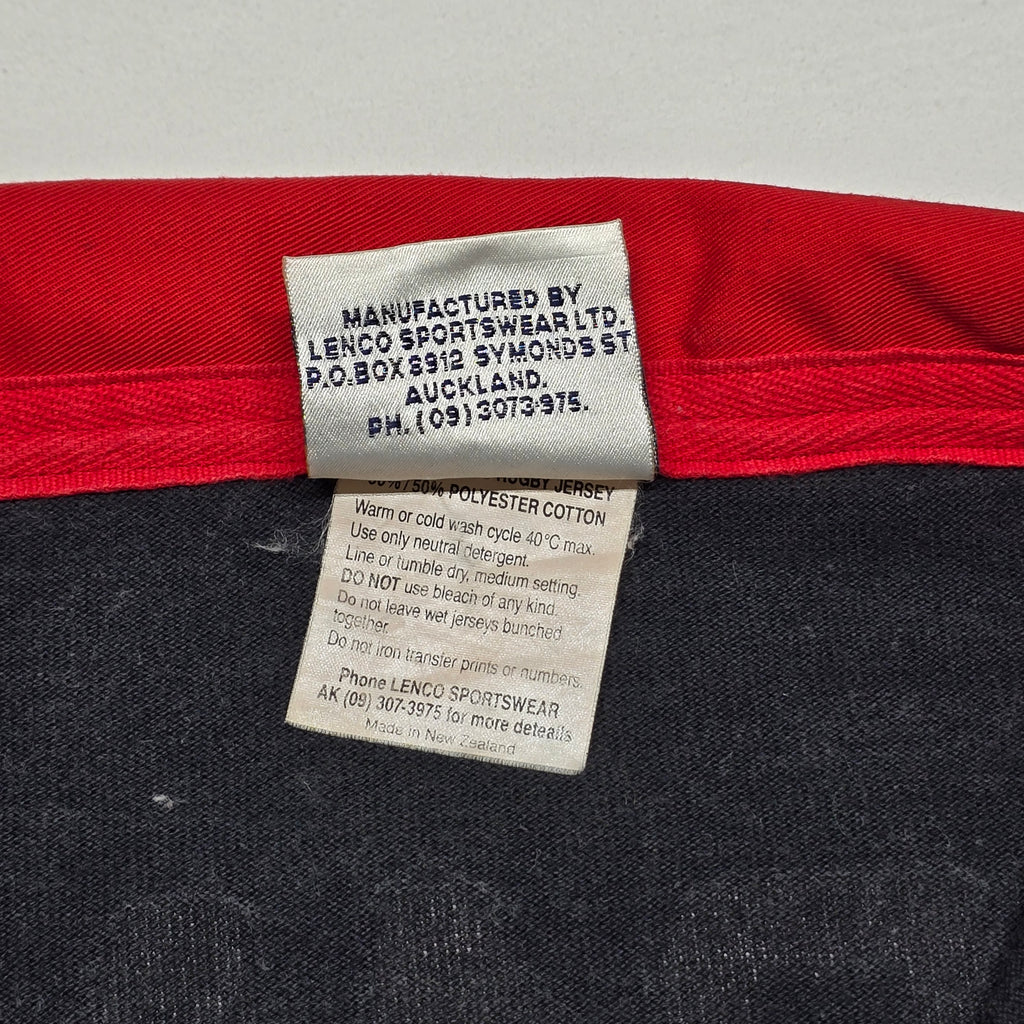 MANUFACTURED BY
LENCO SPORTSWEAR LTD.
P.O.BOX 8912 SYMONDS ST
AUCKLAND.
PH. (09) 3073-975.
RUGBY JERSEY
50% / 50% POLYESTER COTTON
Warm or cold wash cycle 40°C max.
Use only neutral detergent.
Line or tumble dry, medium setting.
DO NOT use bleach of any kind.
Do not leave wet jerseys bunched
together.
Do not iron transfer prints or numbers.
Phone LENCO SPORTSWEAR
AK (09) 307-3975 for more deteails
Made in New Zealand